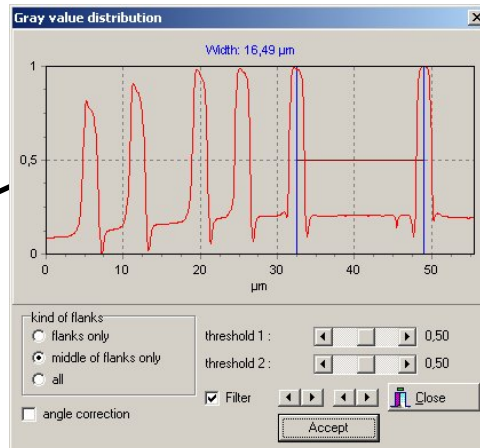 Gray value distribution
Width: 16,49 µm
1
0,5
0
0 10 20 30 40 50
µm
kind of flanks
flanks only
middle of flanks only
all
angle correction
threshold 1 : 0,50
threshold 2 : 0,50
Filter
Close
Accept